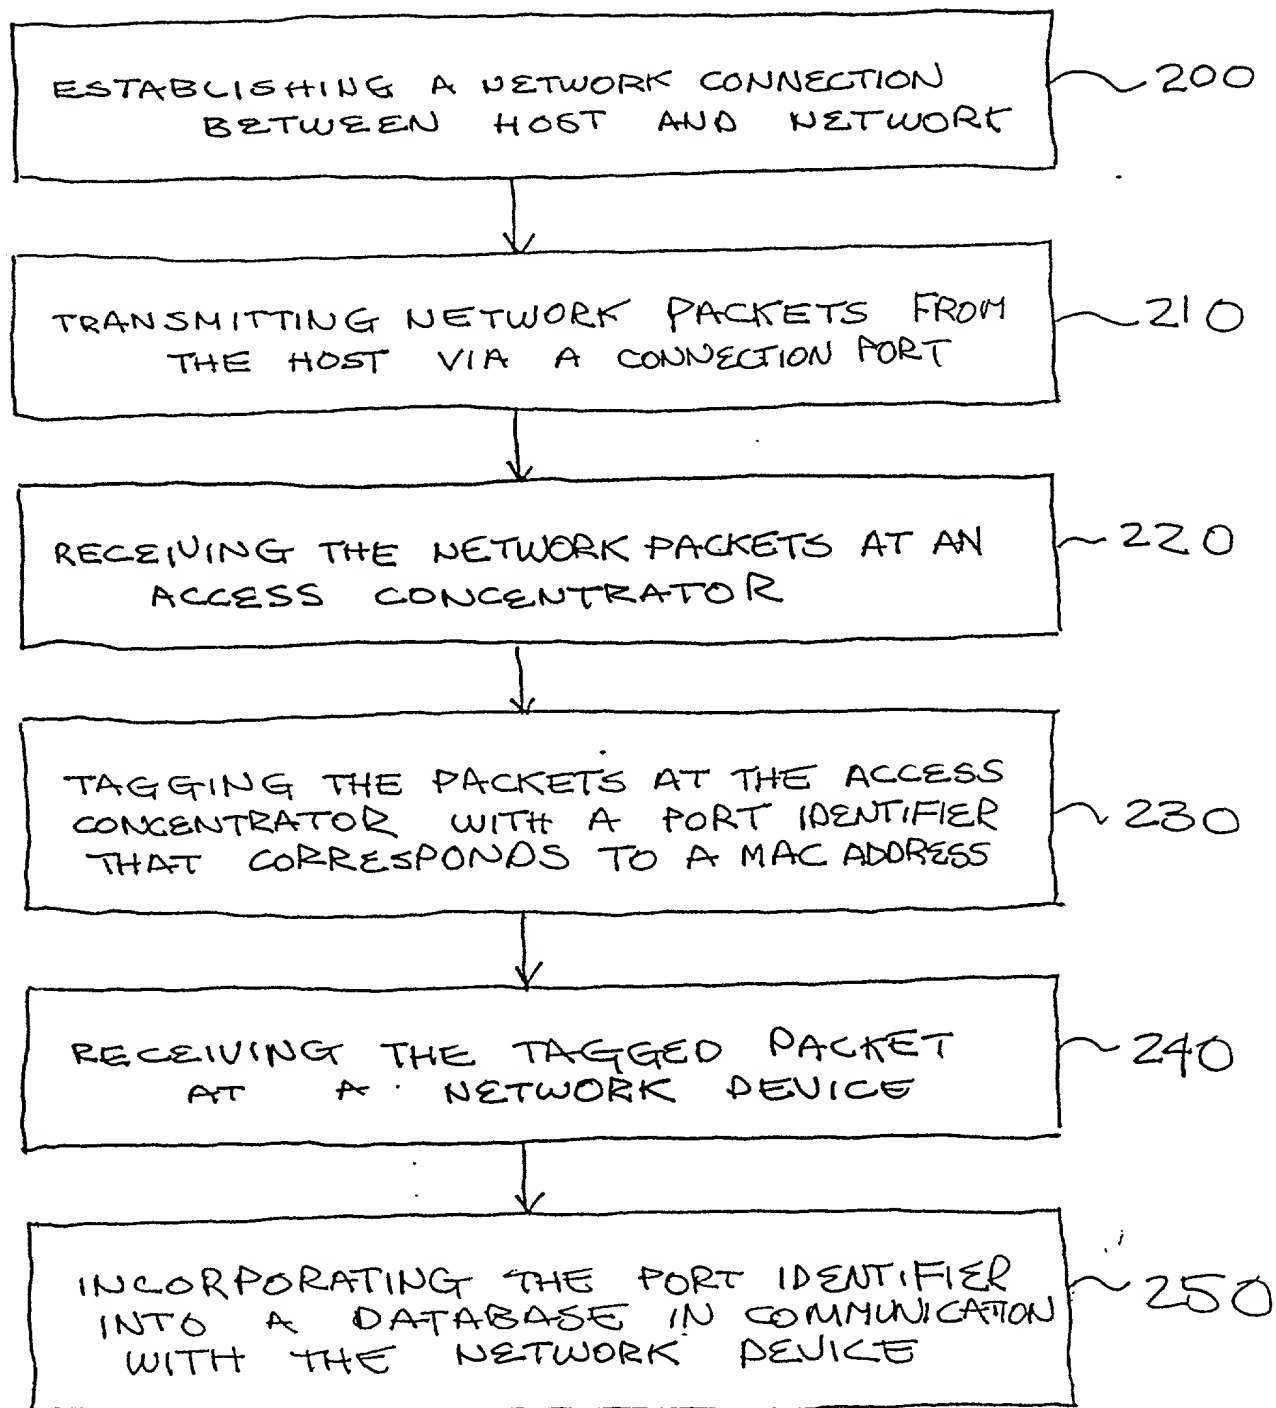 ESTABLISHING A NETWORK CONNECTION
BETWEEN HOST AND NETWORK
200
TRANSMITTING NETWORK PACKETS FROM
THE HOST VIA A CONNECTION PORT
210
RECEIVING THE NETWORK PACKETS AT AN
ACCESS CONCENTRATOR
220
TAGGING THE PACKETS AT THE ACCESS
CONCENTRATOR WITH A PORT IDENTIFIER
THAT CORRESPONDS TO A MAC ADDRESS
230
RECEIVING THE TAGGED PACKET
AT A NETWORK DEVICE
240
INCORPORATING THE PORT IDENTIFIER
INTO A DATABASE IN COMMUNICATION
WITH THE NETWORK DEVICE
250